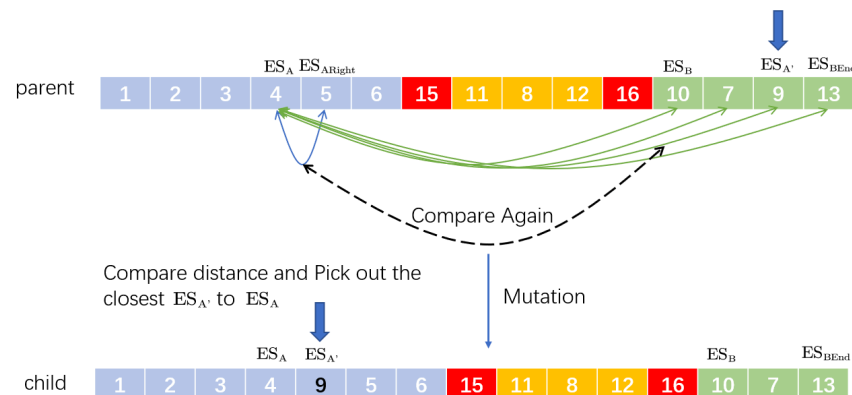 ES_A ES_ARight ES_B ES_A' ES_BEnd
parent 1 2 3 4 5 6 15 11 8 12 16 10 7 9 13
Compare Again
Compare distance and Pick out the
closest ES_A' to ES_A
Mutation
ES_A ES_A' ES_B ES_BEnd
child 1 2 3 4 9 5 6 15 11 8 12 16 10 7 13